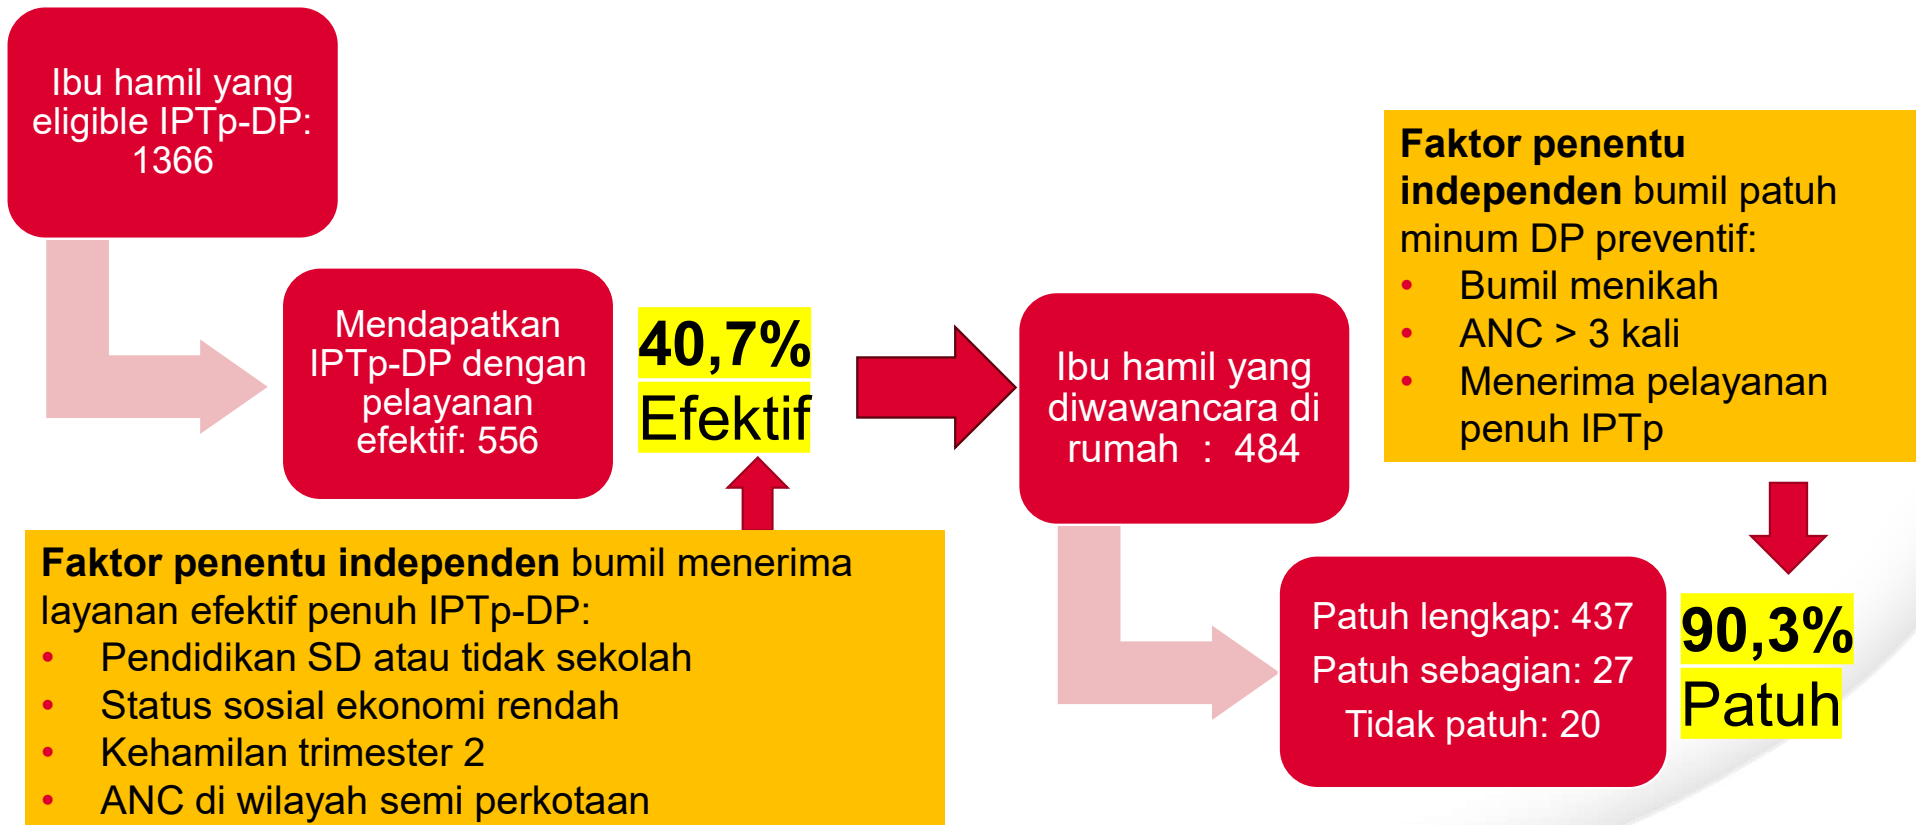 Ibu hamil yang
eligible IPTp-DP:
1366
Mendapatkan
IPTp-DP dengan
pelayanan
efektif: 556
40,7%
Efektif
Faktor penentu independen bumil menerima
layanan efektif penuh IPTp-DP:
• Pendidikan SD atau tidak sekolah
• Status sosial ekonomi rendah
• Kehamilan trimester 2
• ANC di wilayah semi perkotaan
Ibu hamil yang
diwawancara di
rumah : 484
Faktor penentu
independen bumil patuh
minum DP preventif:
• Bumil menikah
• ANC > 3 kali
• Menerima pelayanan
penuh IPTp
Patuh lengkap: 437
Patuh sebagian: 27
Tidak patuh: 20
90,3%
Patuh